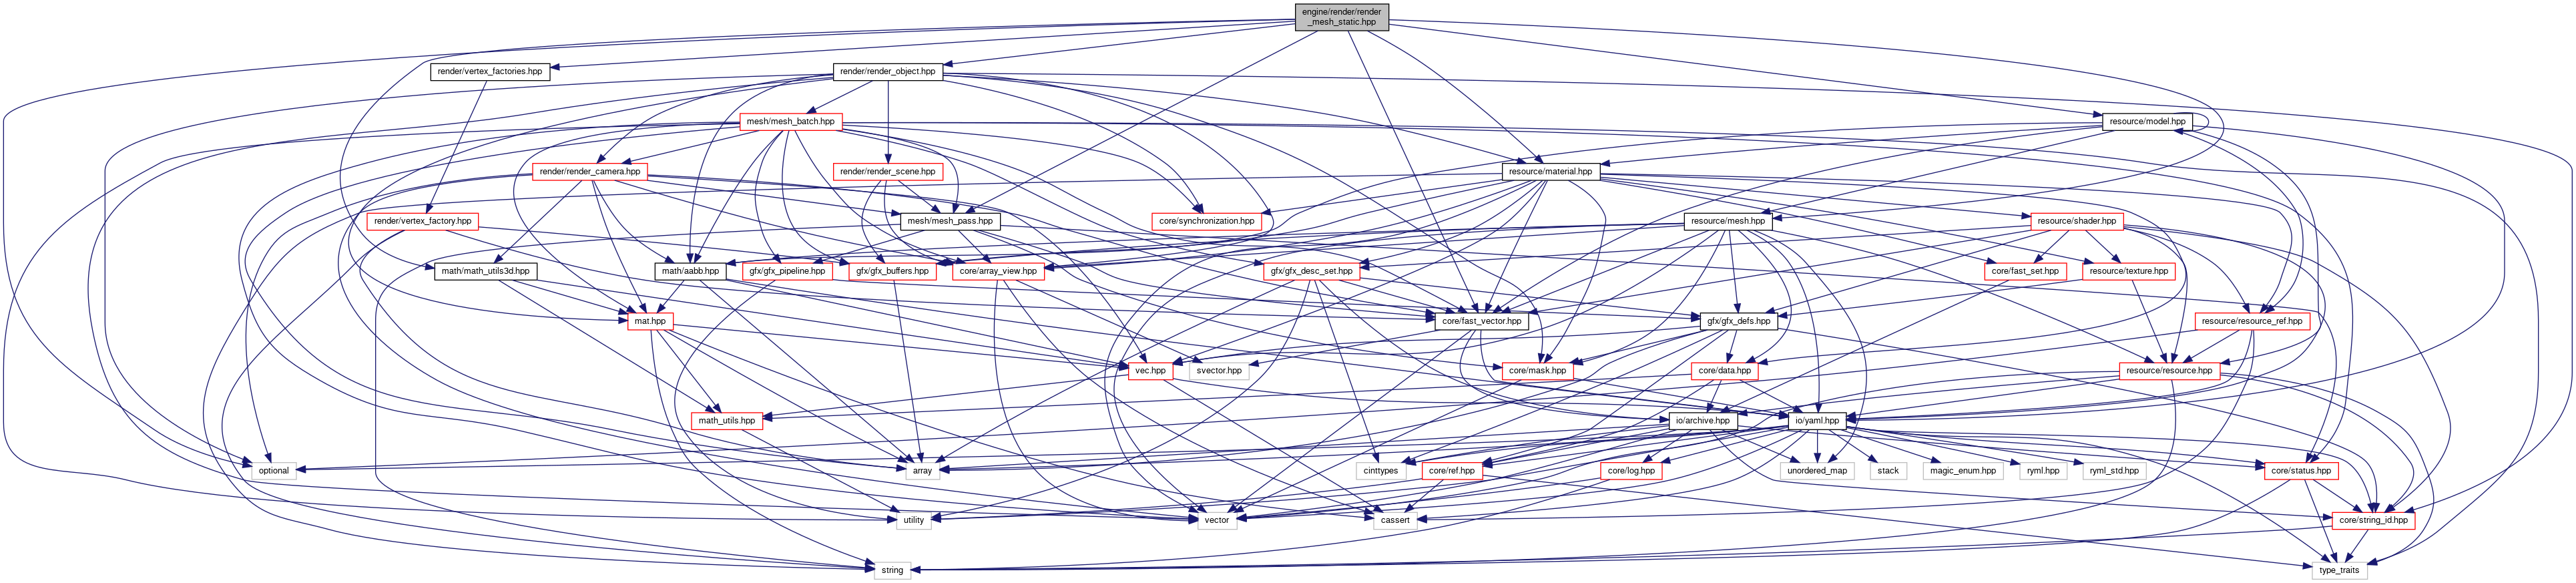 engine/render/render
_mesh_static.hpp
render/vertex_factories.hpp
render/render_object.hpp
mesh/mesh_batch.hpp
resource/model.hpp
render/render_camera.hpp
render/render_scene.hpp
resource/material.hpp
render/vertex_factory.hpp
mesh/mesh_pass.hpp
core/synchronization.hpp
resource/mesh.hpp
resource/shader.hpp
math/math_utils3d.hpp
math/aabb.hpp
gfx/gfx_pipeline.hpp
gfx/gfx_buffers.hpp
core/array_view.hpp
gfx/gfx_desc_set.hpp
core/fast_set.hpp
resource/texture.hpp
mat.hpp
core/fast_vector.hpp
gfx/gfx_defs.hpp
resource/resource_ref.hpp
vec.hpp
svector.hpp
core/mask.hpp
core/data.hpp
resource/resource.hpp
math_utils.hpp
io/archive.hpp
io/yaml.hpp
optional
array
cinttypes
core/ref.hpp
core/log.hpp
unordered_map
stack
magic_enum.hpp
ryml.hpp
ryml_std.hpp
core/status.hpp
utility
vector
cassert
core/string_id.hpp
string
type_traits